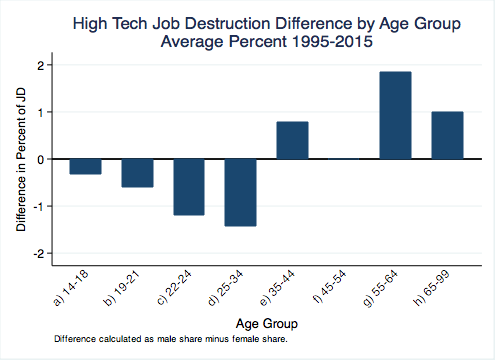 High Tech Job Destruction Difference by Age Group
Average Percent 1995-2015
Difference in Percent of JD
2
1
0
-1
-2
a) 14-18
b) 19-21
c) 22-24
d) 25-34
e) 35-44
f) 45-54
g) 55-64
h) 65-99
Age Group
Difference calculated as male share minus female share.